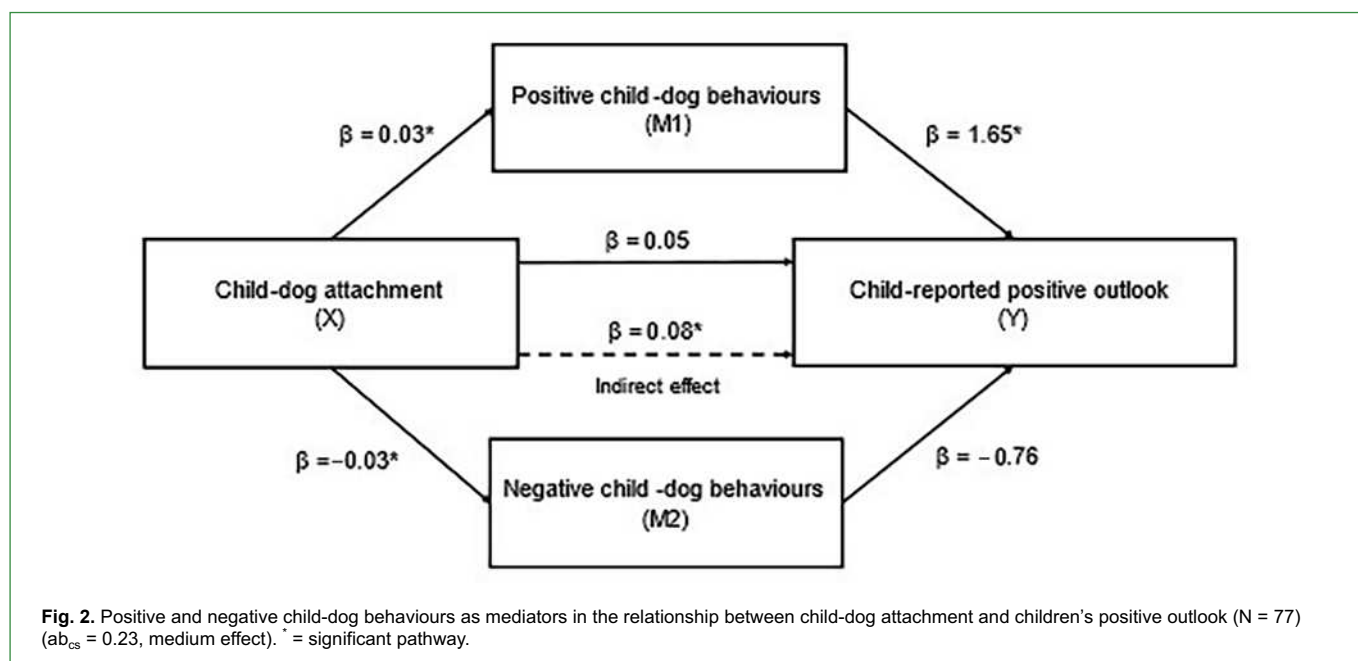 Positive child -dog behaviours
(M1)
β = 0.03*
β = 1.65*
Child-dog attachment
(X)
β = 0.05
β = 0.08*
Indirect effect
Child-reported positive outlook
(Y)
β =-0.03*
β = - 0.76
Negative child -dog behaviours
(M2)
Fig. 2. Positive and negative child-dog behaviours as mediators in the relationship between child-dog attachment and children's positive outlook (N = 77)
(ab_cs = 0.23, medium effect). * = significant pathway.